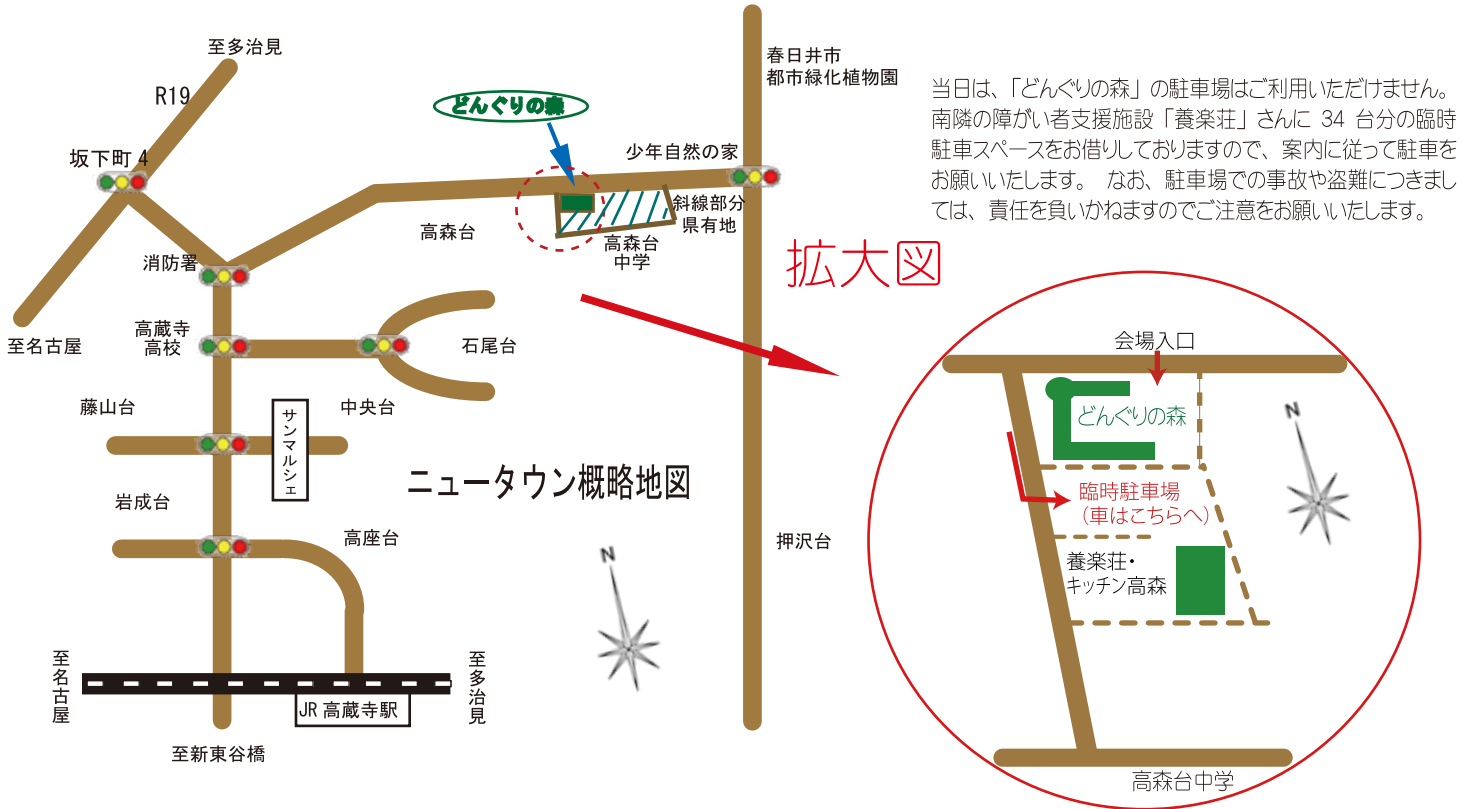 至多治見
R19
坂下町 4
どんぐりの森
春日井市
都市緑化植物園
少年自然の家
斜線部分
県有地
高森台
高森台
中学
消防署
高蔵寺
高校
至名古屋
石尾台
藤山台
サンマルシェ
中央台
岩成台
ニュータウン概略地図
高座台
押沢台
N
至名古屋
JR 高蔵寺駅
至多治見
至新東谷橋
当日は、「どんぐりの森」の駐車場はご利用いただけません。
南隣の障がい者支援施設「養楽荘」さんに 34 台分の臨時
駐車スペースをお借りしておりますので、案内に従って駐車を
お願いいたします。 なお、駐車場での事故や盗難につきまし
ては、責任を負いかねますのでご注意をお願いいたします。
拡大図
会場入口
どんぐりの森
N
臨時駐車場
(車はこちらへ)
養楽荘・
キッチン高森
高森台中学